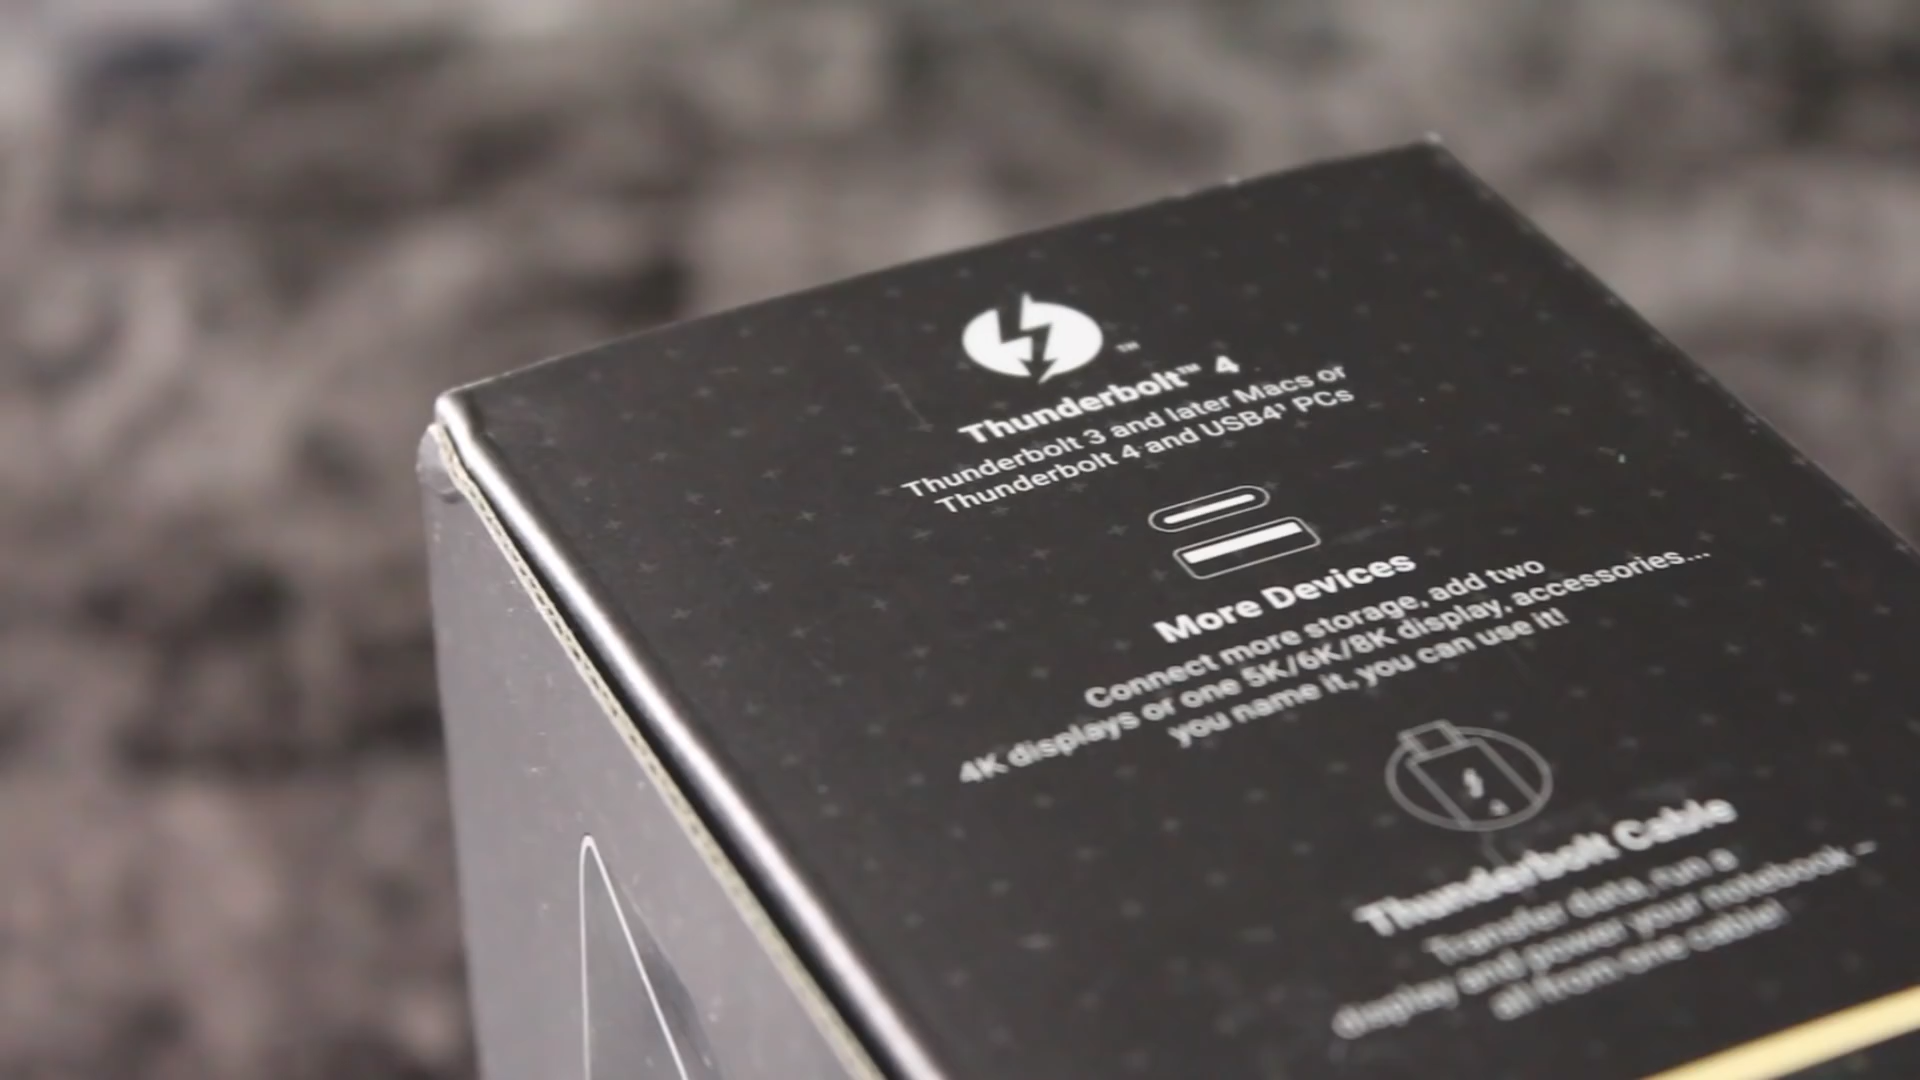 ™
Thunderbolt™ 4
Thunderbolt 3 and later Macs or
Thunderbolt 4 and USB4¹ PCs
More Devices
Connect more storage, add two
4K displays or one 5K/6K/8K display, accessories...
you name it, you can use it!
Thunderbolt Cable
Transfer data, run a
display and power your notebook –
all from one cable!